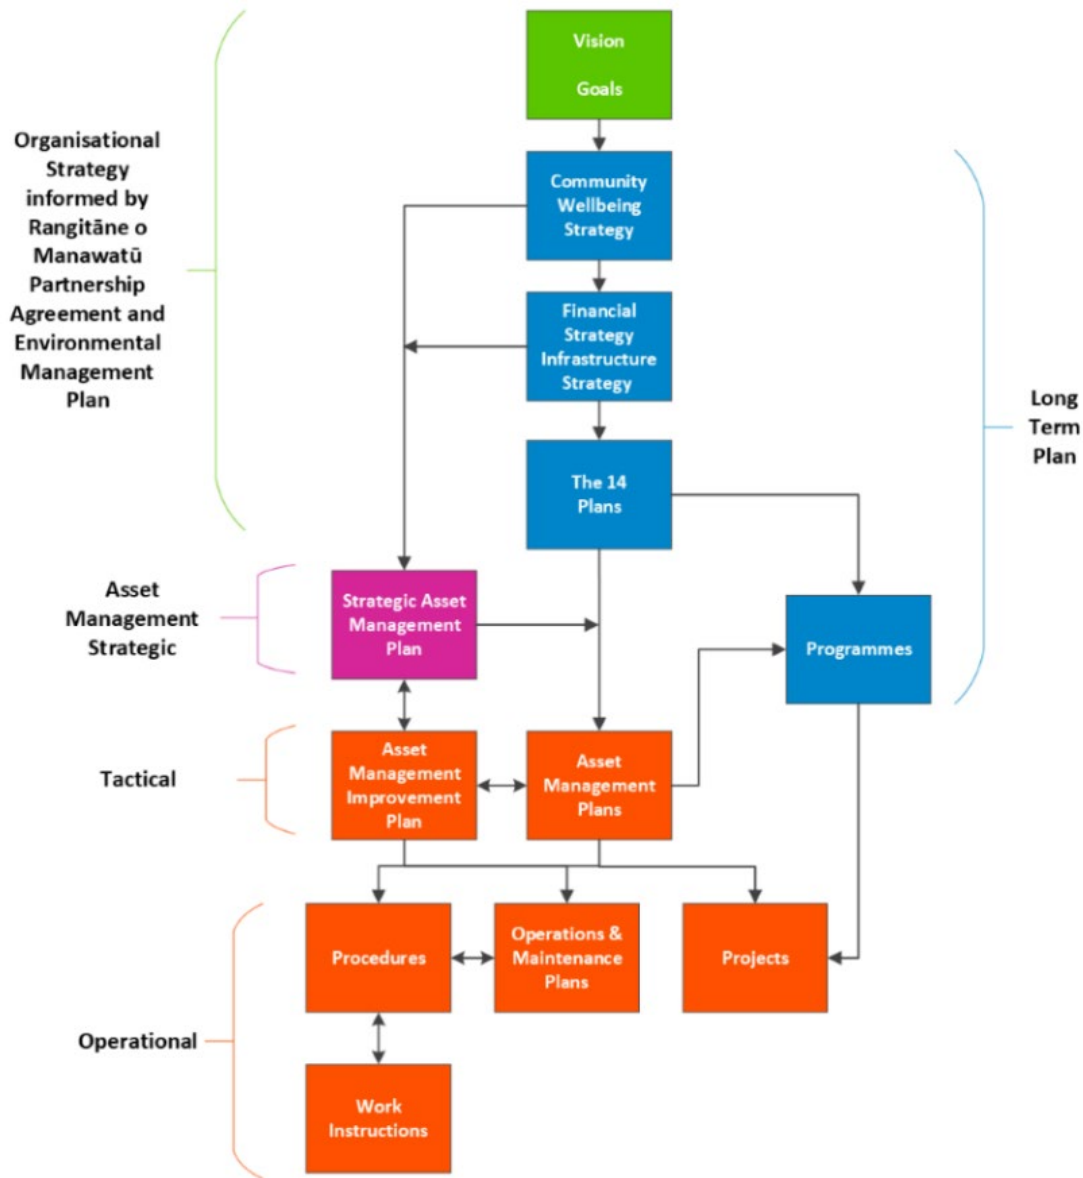 Vision
Goals
Organisational
Strategy
informed by
Rangitāne o
Manawatū
Partnership
Agreement and
Environmental
Management
Plan
Community
Wellbeing
Strategy
Financial
Strategy
Infrastructure
Strategy
Long
Term
Plan
The 14
Plans
Asset
Management
Strategic
Strategic Asset
Management
Plan
Programmes
Tactical
Asset
Management
Improvement
Plan
Asset
Management
Plans
Operational
Procedures
Operations &
Maintenance
Plans
Projects
Work
Instructions